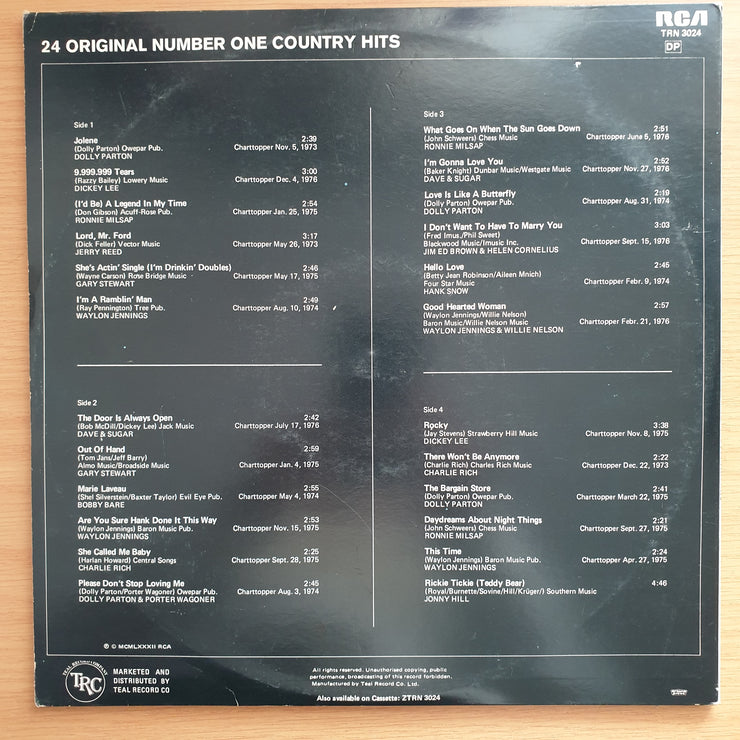 24 ORIGINAL NUMBER ONE COUNTRY HITS
RCA
TRN 3024
DP
Side 1
Jolene 2:39
(Dolly Parton) Owepar Pub. Charttopper Nov. 5, 1973
DOLLY PARTON
9.999.999 Tears 3:00
(Razzy Bailey) Lowery Music Charttopper Dec. 4, 1976
DICKEY LEE
(I'd Be) A Legend In My Time 2:54
(Don Gibson) Acuff-Rose Pub. Charttopper Jan. 25, 1975
RONNIE MILSAP
Lord, Mr. Ford 3:17
(Dick Feller) Vector Music Charttopper May 26, 1973
JERRY REED
She's Actin' Single (I'm Drinkin' Doubles) 2:46
(Wayne Carson) Rose Bridge Music Charttopper May 17, 1975
GARY STEWART
I'm A Ramblin' Man 2:49
(Ray Pennington) Tree Pub. Charttopper Aug. 10, 1974
WAYLON JENNINGS
Side 2
The Door Is Always Open 2:42
(Bob McDill/Dickey Lee) Jack Music Charttopper July 17, 1976
DAVE & SUGAR
Out Of Hand 2:59
(Tom Jans/Jeff Barry)
Almo Music/Broadside Music Charttopper Jan. 4, 1975
GARY STEWART
Marie Laveau 2:55
(Shel Silverstein/Baxter Taylor) Evil Eye Pub. Charttopper May 4, 1974
BOBBY BARE
Are You Sure Hank Done It This Way 2:53
(Waylon Jennings) Baron Music Pub. Charttopper Nov. 15, 1975
WAYLON JENNINGS
She Called Me Baby 2:25
(Harlan Howard) Central Songs Charttopper Sept. 28, 1975
CHARLIE RICH
Please Don't Stop Loving Me 2:45
(Dolly Parton/Porter Wagoner) Owepar Pub. Charttopper Aug. 3, 1974
DOLLY PARTON & PORTER WAGONER
Side 3
What Goes On When The Sun Goes Down 2:51
(John Schweers) Chess Music Charttopper June 5, 1976
RONNIE MILSAP
I'm Gonna Love You 2:52
(Baker Knight) Dunbar Music/Westgate Music Charttopper Nov. 27, 1976
DAVE & SUGAR
Love Is Like A Butterfly 2:19
(Dolly Parton) Owepar Pub. Charttopper Aug. 31, 1974
DOLLY PARTON
I Don't Want To Have To Marry You 3:03
(Fred Imus./Phil Sweet)
Blackwood Music/Imusic Inc. Charttopper Sept. 15, 1976
JIM ED BROWN & HELEN CORNELIUS
Hello Love 2:45
(Betty Jean Robinson/Aileen Mnich)
Four Star Music Charttopper Feb. 9, 1974
HANK SNOW
Good Hearted Woman 2:57
(Waylon Jennings/Willie Nelson)
Baron Music/Willie Nelson Music Charttopper Febr. 21, 1976
WAYLON JENNINGS & WILLIE NELSON
Side 4
Rocky 3:38
(Jay Stevens) Strawberry Hill Music Charttopper Nov. 8, 1975
DICKEY LEE
There Won't Be Anymore 2:22
(Charlie Rich) Charles Rich Music Charttopper Dec. 22, 1973
CHARLIE RICH
The Bargain Store 2:41
(Dolly Parton) Owepar Pub. Charttopper March 22, 1975
DOLLY PARTON
Daydreams About Night Things 2:21
(John Schweers) Chess Music Charttopper Sept. 27, 1975
RONNIE MILSAP
This Time 2:24
(Waylon Jennings) Baron Music Pub. Charttopper Apr. 27, 1975
WAYLON JENNINGS
Rickie Tickie (Teddy Bear) 4:46
(Royal/Burnette/Sovine/Hill/Krüger/) Southern Music
JONNY HILL
℗ © MCMLXXXII RCA
TEAL RECORD COMPANY
TRC
MARKETED AND
DISTRIBUTED BY
TEAL RECORD CO
All rights reserved. Unauthorised copying, public
performance, broadcasting of this record forbidden.
Manufactured by Teal Record Co. Ltd.
Also available on Cassette: ZTRN 3024